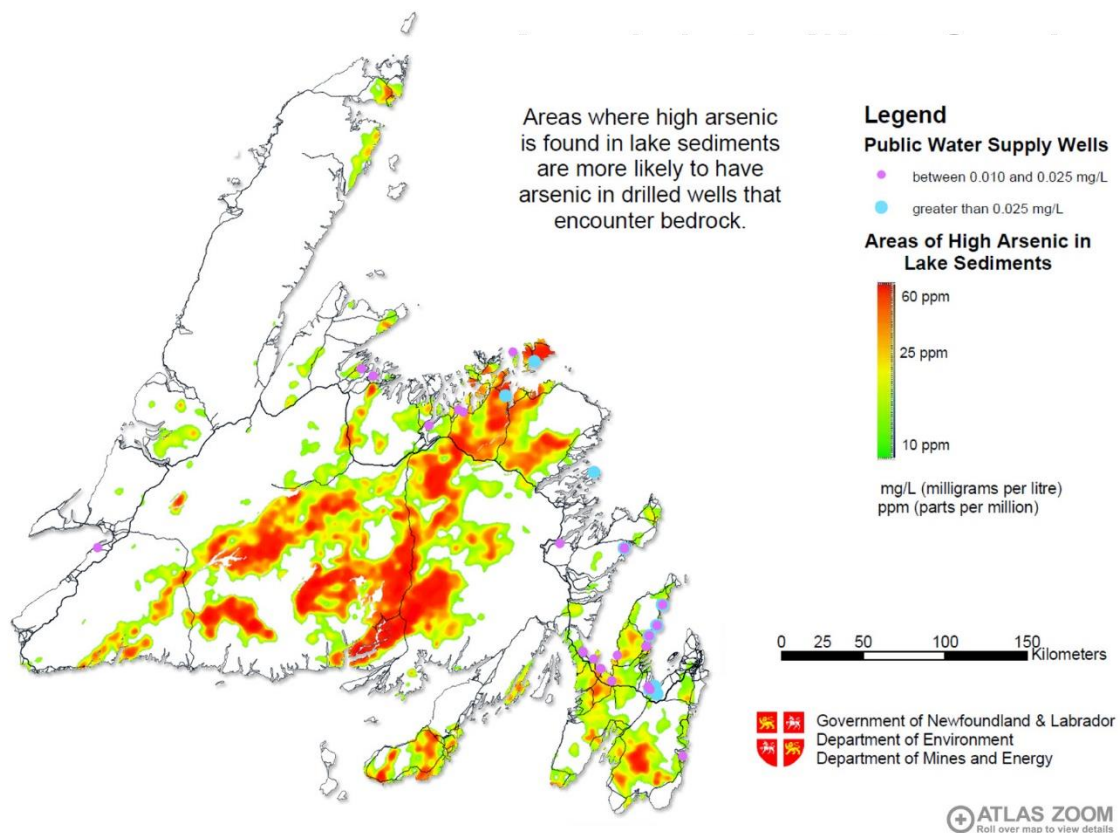 Areas where high arsenic
is found in lake sediments
are more likely to have
arsenic in drilled wells that
encounter bedrock.
Legend
Public Water Supply Wells
between 0.010 and 0.025 mg/L
greater than 0.025 mg/L
Areas of High Arsenic in
Lake Sediments
60 ppm
25 ppm
10 ppm
mg/L (milligrams per litre)
ppm (parts per million)
0 25 50 100 150
Kilometers
Government of Newfoundland & Labrador
Department of Environment
Department of Mines and Energy
ATLAS ZOOM
Roll over map to view details